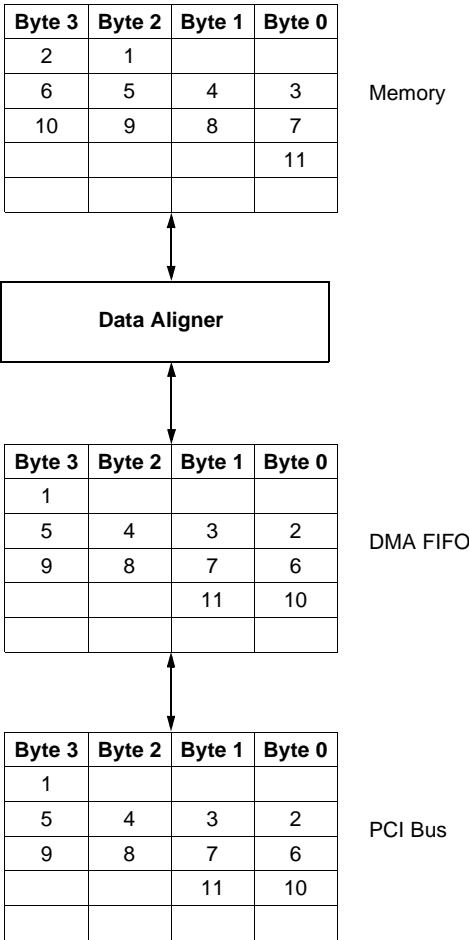 Byte 3 Byte 2 Byte 1 Byte 0
2 1
6 5 4 3
Memory
10 9 8 7
11
Data Aligner
Byte 3 Byte 2 Byte 1 Byte 0
1
5 4 3 2
DMA FIFO
9 8 7 6
11 10
Byte 3 Byte 2 Byte 1 Byte 0
1
5 4 3 2
PCI Bus
9 8 7 6
11 10